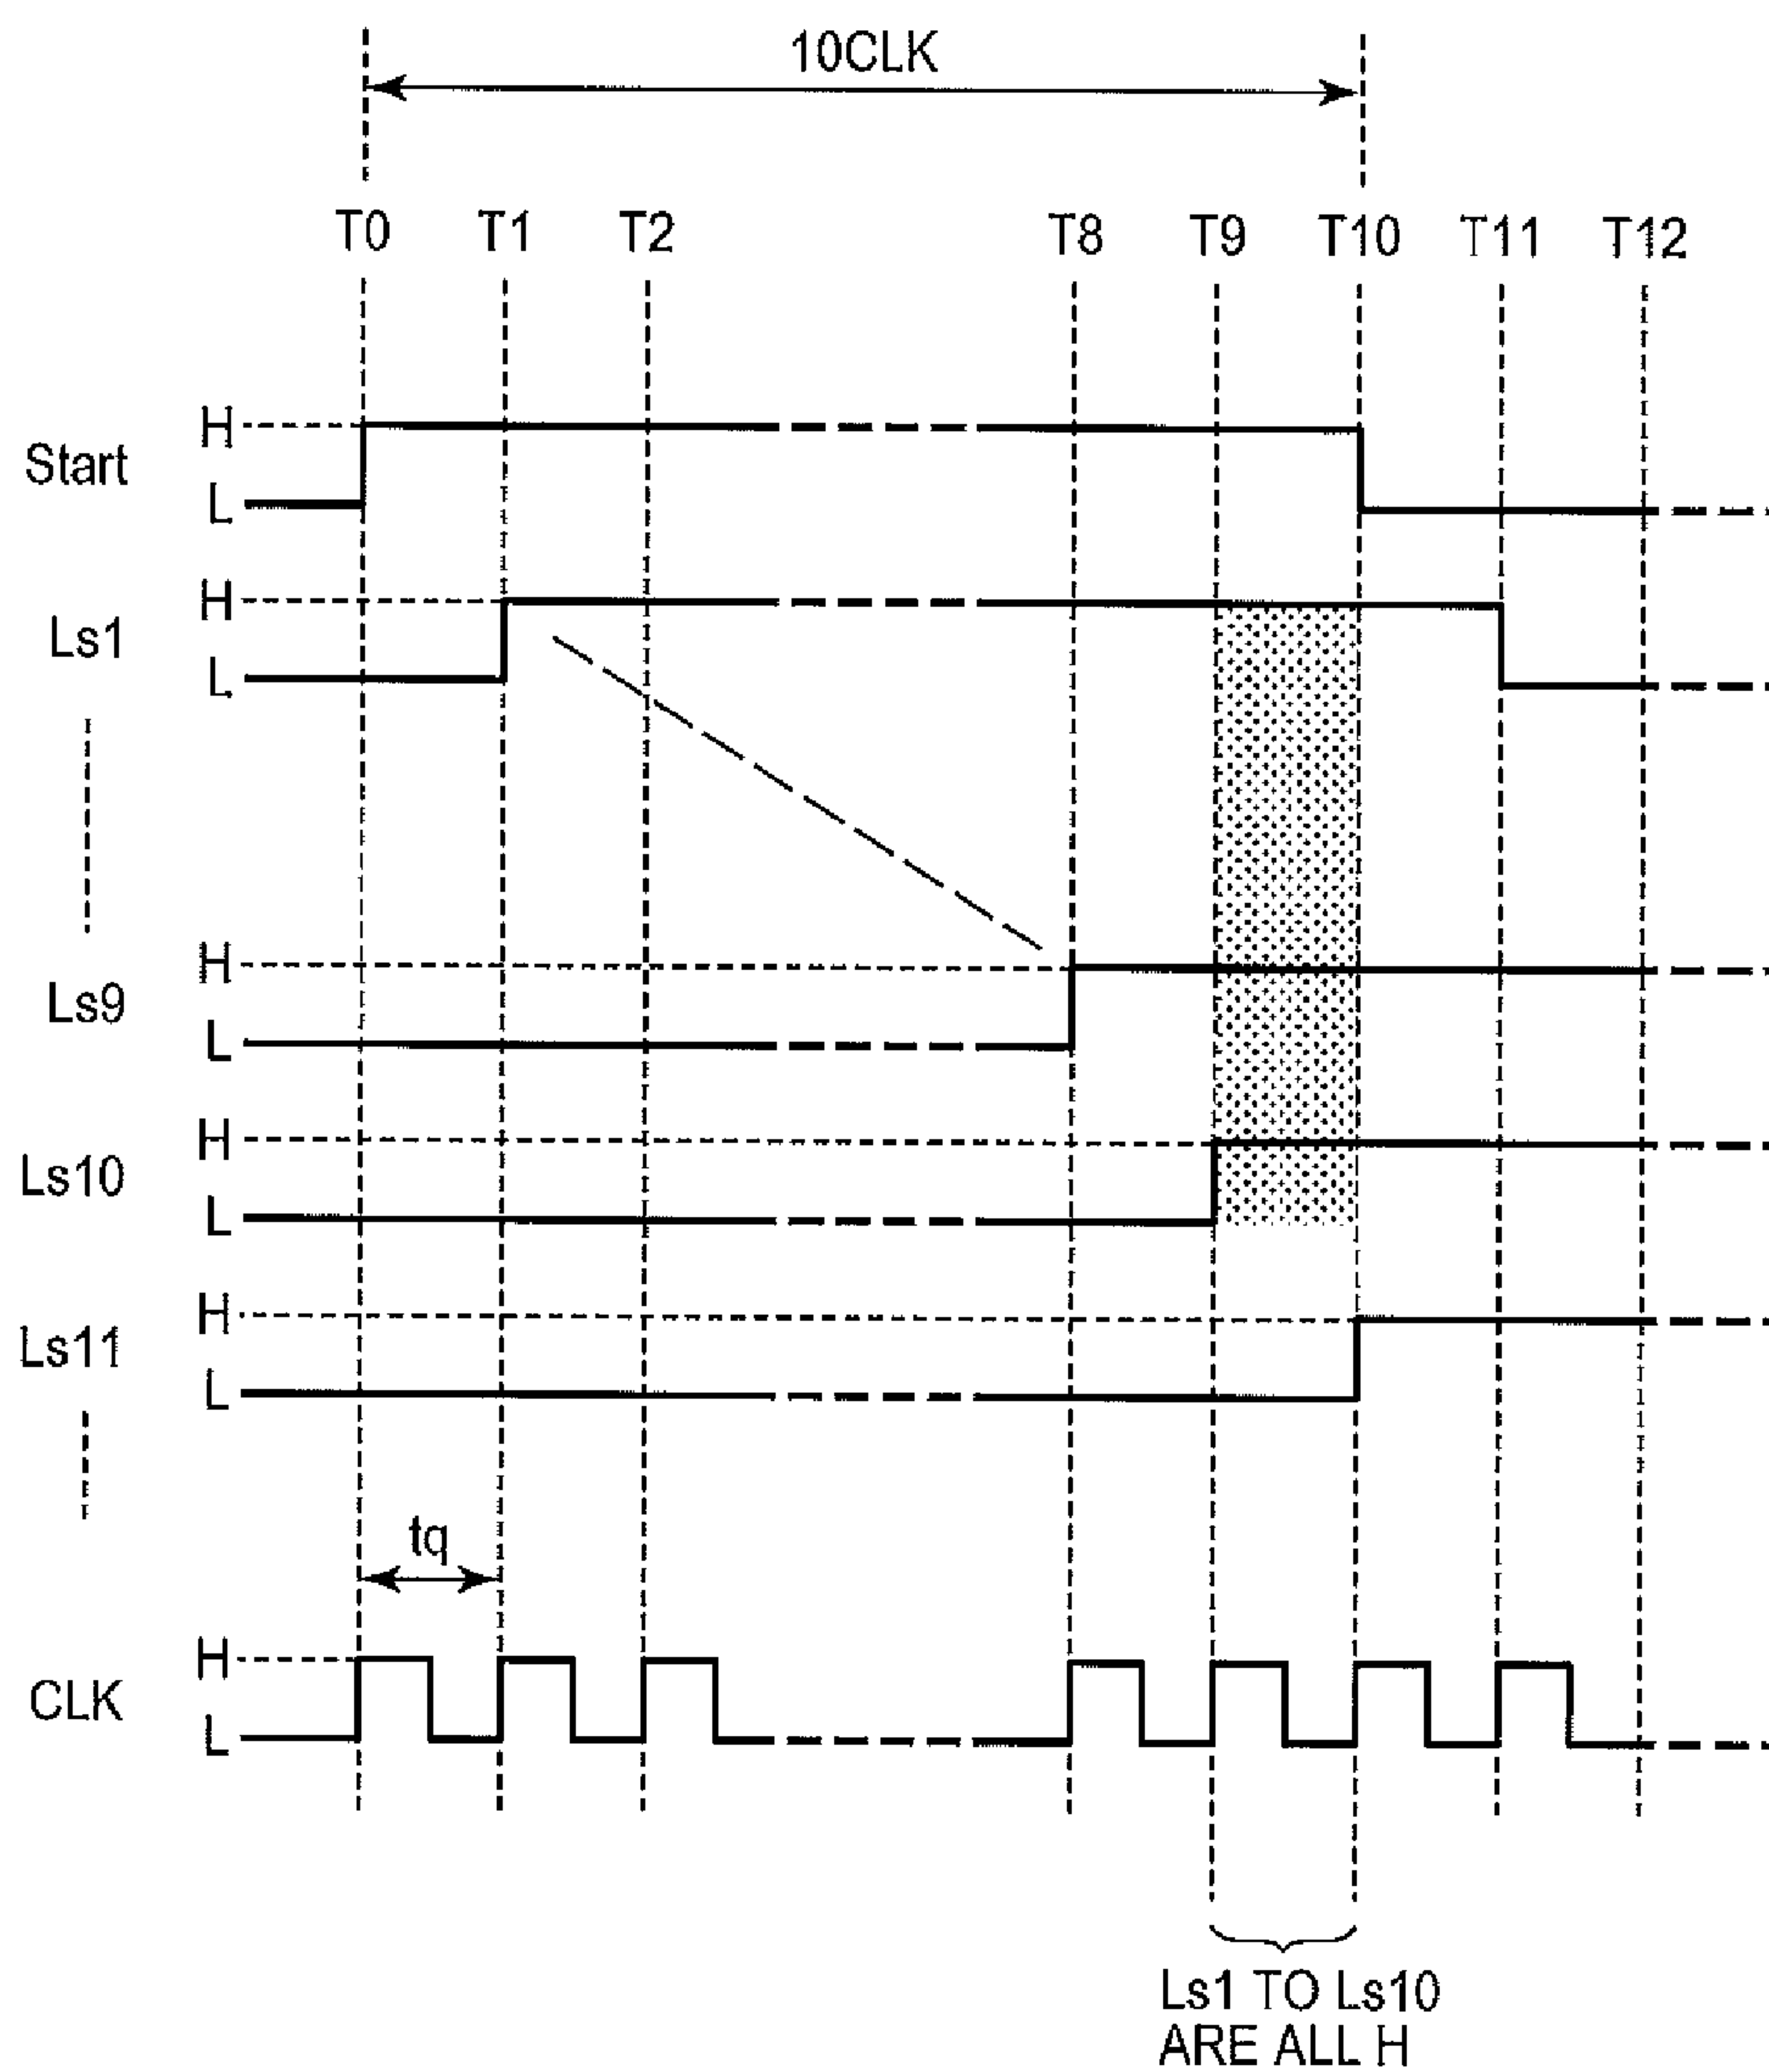 10CLK
T0 T1 T2 T8 T9 T10 T11 T12
H
Start
L
H
Ls1
L
H
Ls9
L
H
Ls10
L
H
Ls11
L
tq
H
CLK
L
Ls1 TO Ls10
ARE ALL H